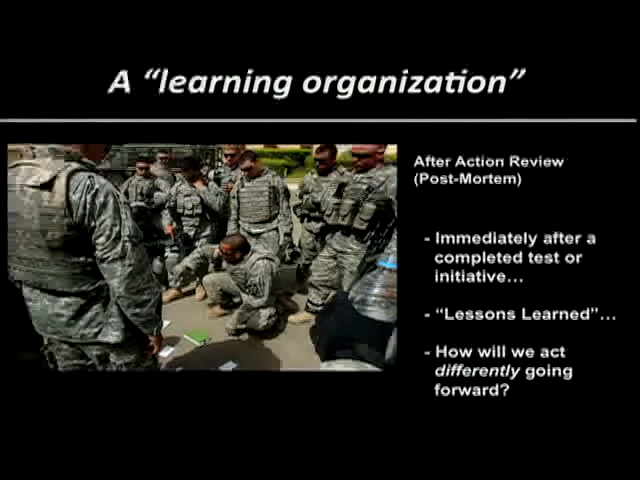 A “learning organization”
After Action Review
(Post-Mortem)
- Immediately after a
completed test or
initiative…
- “Lessons Learned”…
- How will we act
differently going
forward?